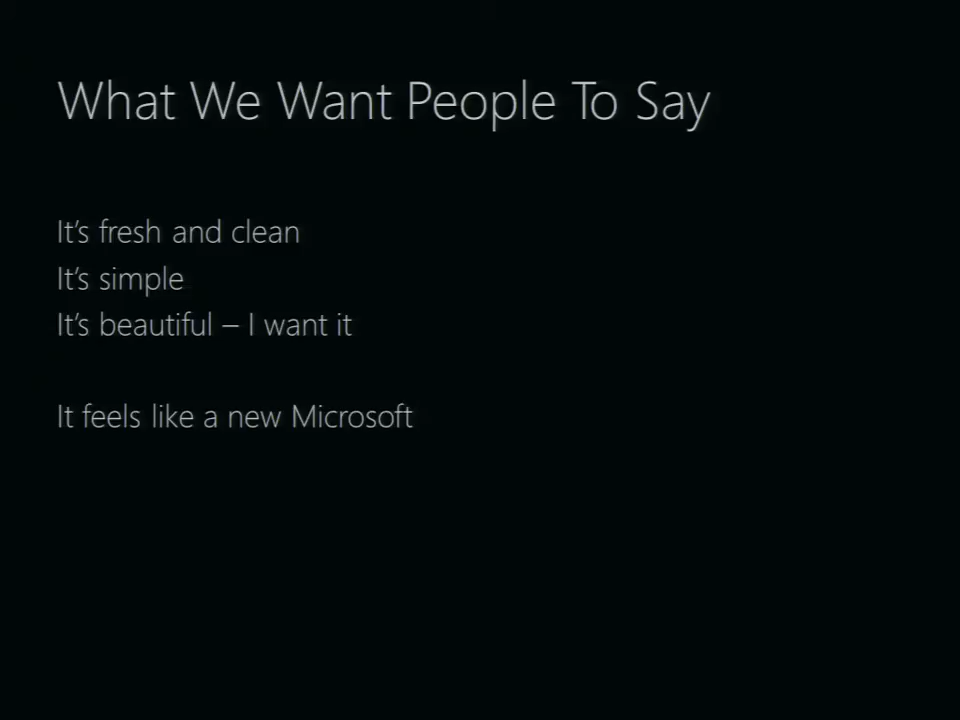 What We Want People To Say
It's fresh and clean
It's simple
It's beautiful – I want it
It feels like a new Microsoft